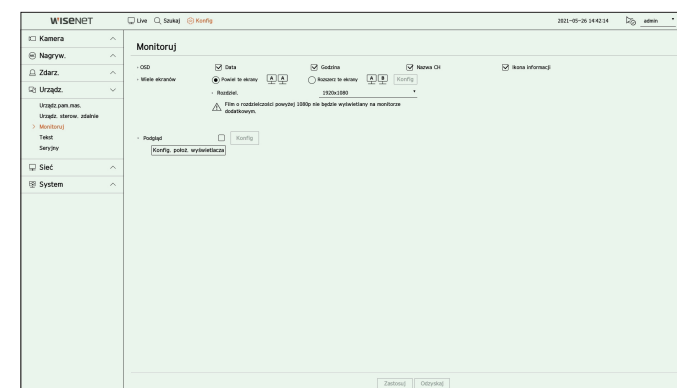 WISENET
Live Szukaj Konfig 2021-05-26 14:42:14 admin
Kamera
Nagryw.
Zdarz.
Urządz.
Urządz.pam.mas.
Urządz. sterow. zdalnie
Monitoruj
Tekst
Seryjny
Sieć
System
Monitoruj
OSD Data Godzina Nazwa CH Ikona informacji
Wiele ekranów Powiel te ekrany A A Rozszerz te ekrany A B Konfig
Rozdziel. 1920x1080
Film o rozdzielczości powyżej 1080p nie będzie wyświetlany na monitorze
dodatkowym.
Podgląd Konfig
Konfig. położ. wyświetlacza
Zastosuj Odzyskaj